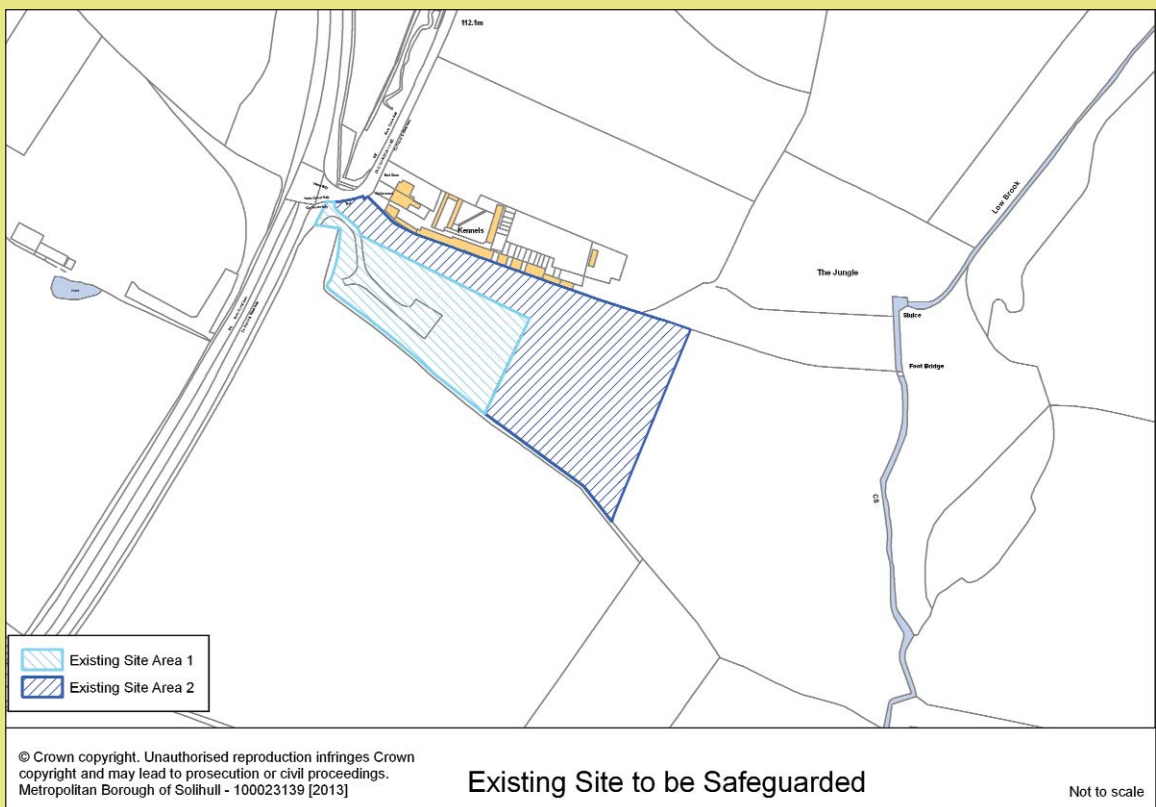 112.1m
Kennels
The Jungle
Low Brook
Sluice
Foot Bridge
CS
Existing Site Area 1
Existing Site Area 2
© Crown copyright. Unauthorised reproduction infringes Crown
copyright and may lead to prosecution or civil proceedings.
Metropolitan Borough of Solihull - 100023139 [2013]
Existing Site to be Safeguarded
Not to scale